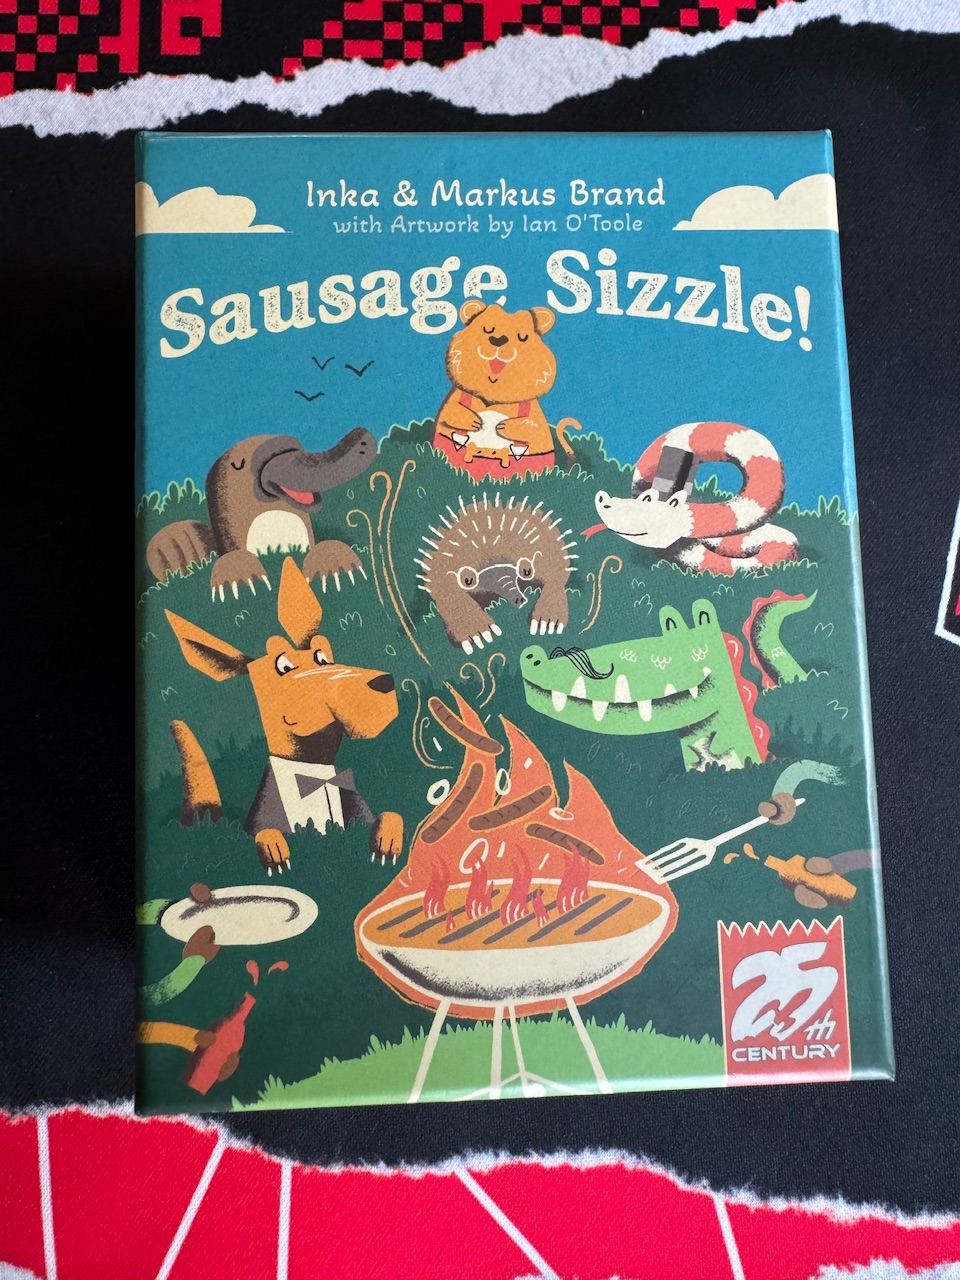 Inka & Markus Brand
with Artwork by Ian O'Toole
Sausage Sizzle!
25th
CENTURY